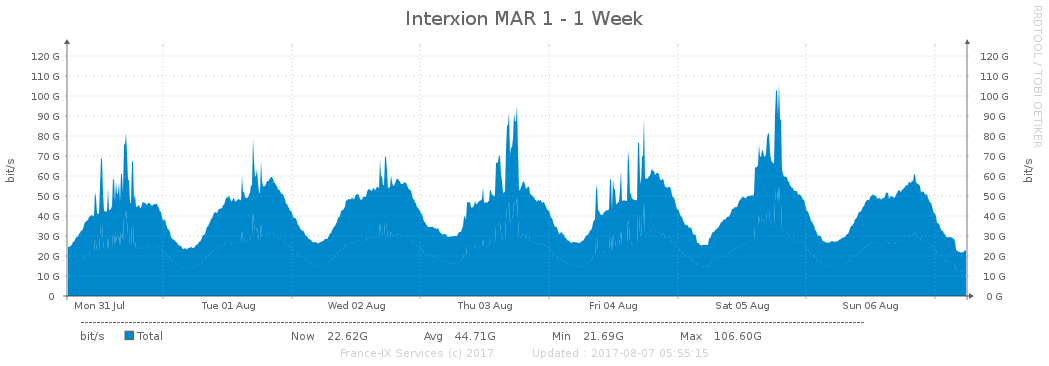 Interxion MAR 1 - 1 Week
RRDTOOL / TOBI OETIKER
bit/s
120 G
110 G
100 G
90 G
80 G
70 G
60 G
50 G
40 G
30 G
20 G
10 G
0
120 G
110 G
100 G
90 G
80 G
70 G
60 G
50 G
40 G
30 G
20 G
10 G
0 G
bit/s
Mon 31 Jul Tue 01 Aug Wed 02 Aug Thu 03 Aug Fri 04 Aug Sat 05 Aug Sun 06 Aug
bit/s Total Now 22.62G Avg 44.71G Min 21.69G Max 106.60G
France-IX Services (c) 2017 Updated : 2017-08-07 05:55:15